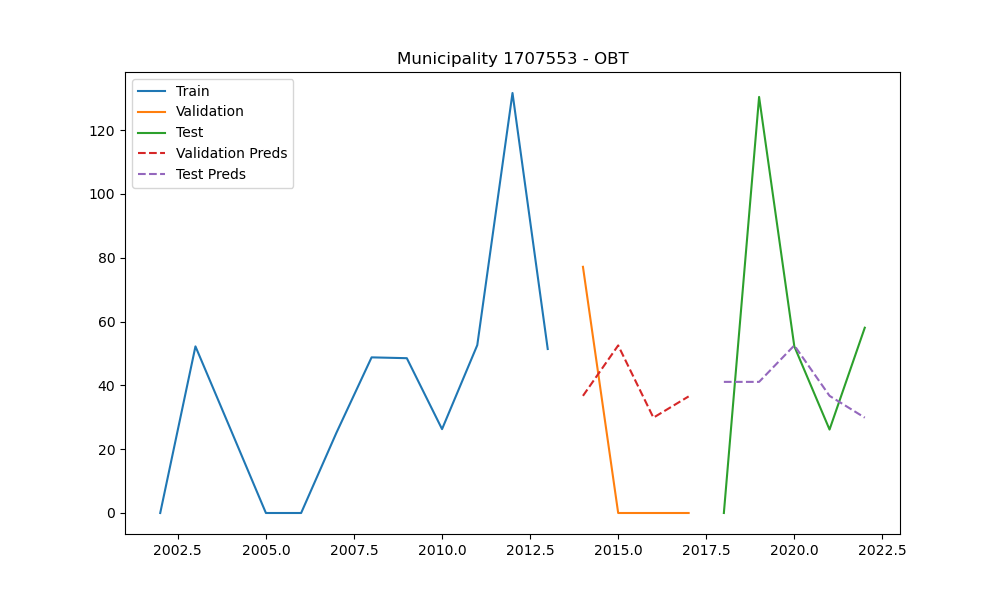 Municipality 1707553 - OBT
Train
Validation
Test
Validation Preds
Test Preds
120
100
80
60
40
20
0
2002.5 2005.0 2007.5 2010.0 2012.5 2015.0 2017.5 2020.0 2022.5